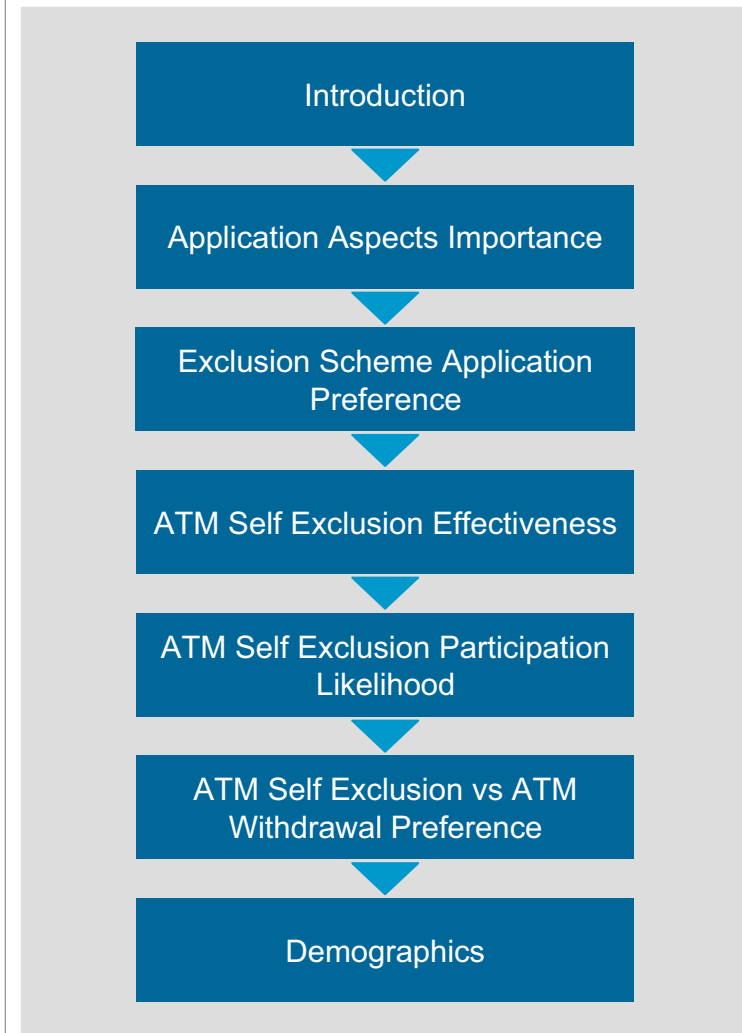 Introduction
Application Aspects Importance
Exclusion Scheme Application
Preference
ATM Self Exclusion Effectiveness
ATM Self Exclusion Participation
Likelihood
ATM Self Exclusion vs ATM
Withdrawal Preference
Demographics